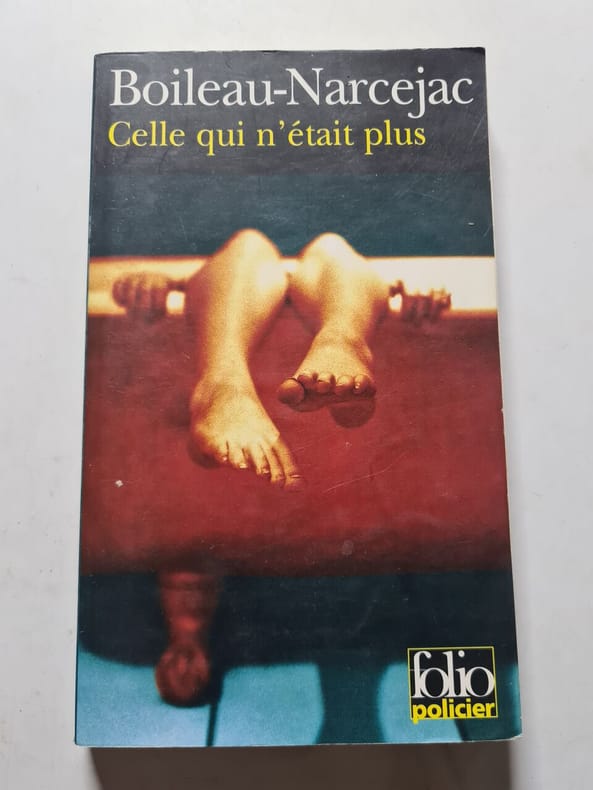 Boileau-Narcejac
Celle qui n'était plus
folio
policier